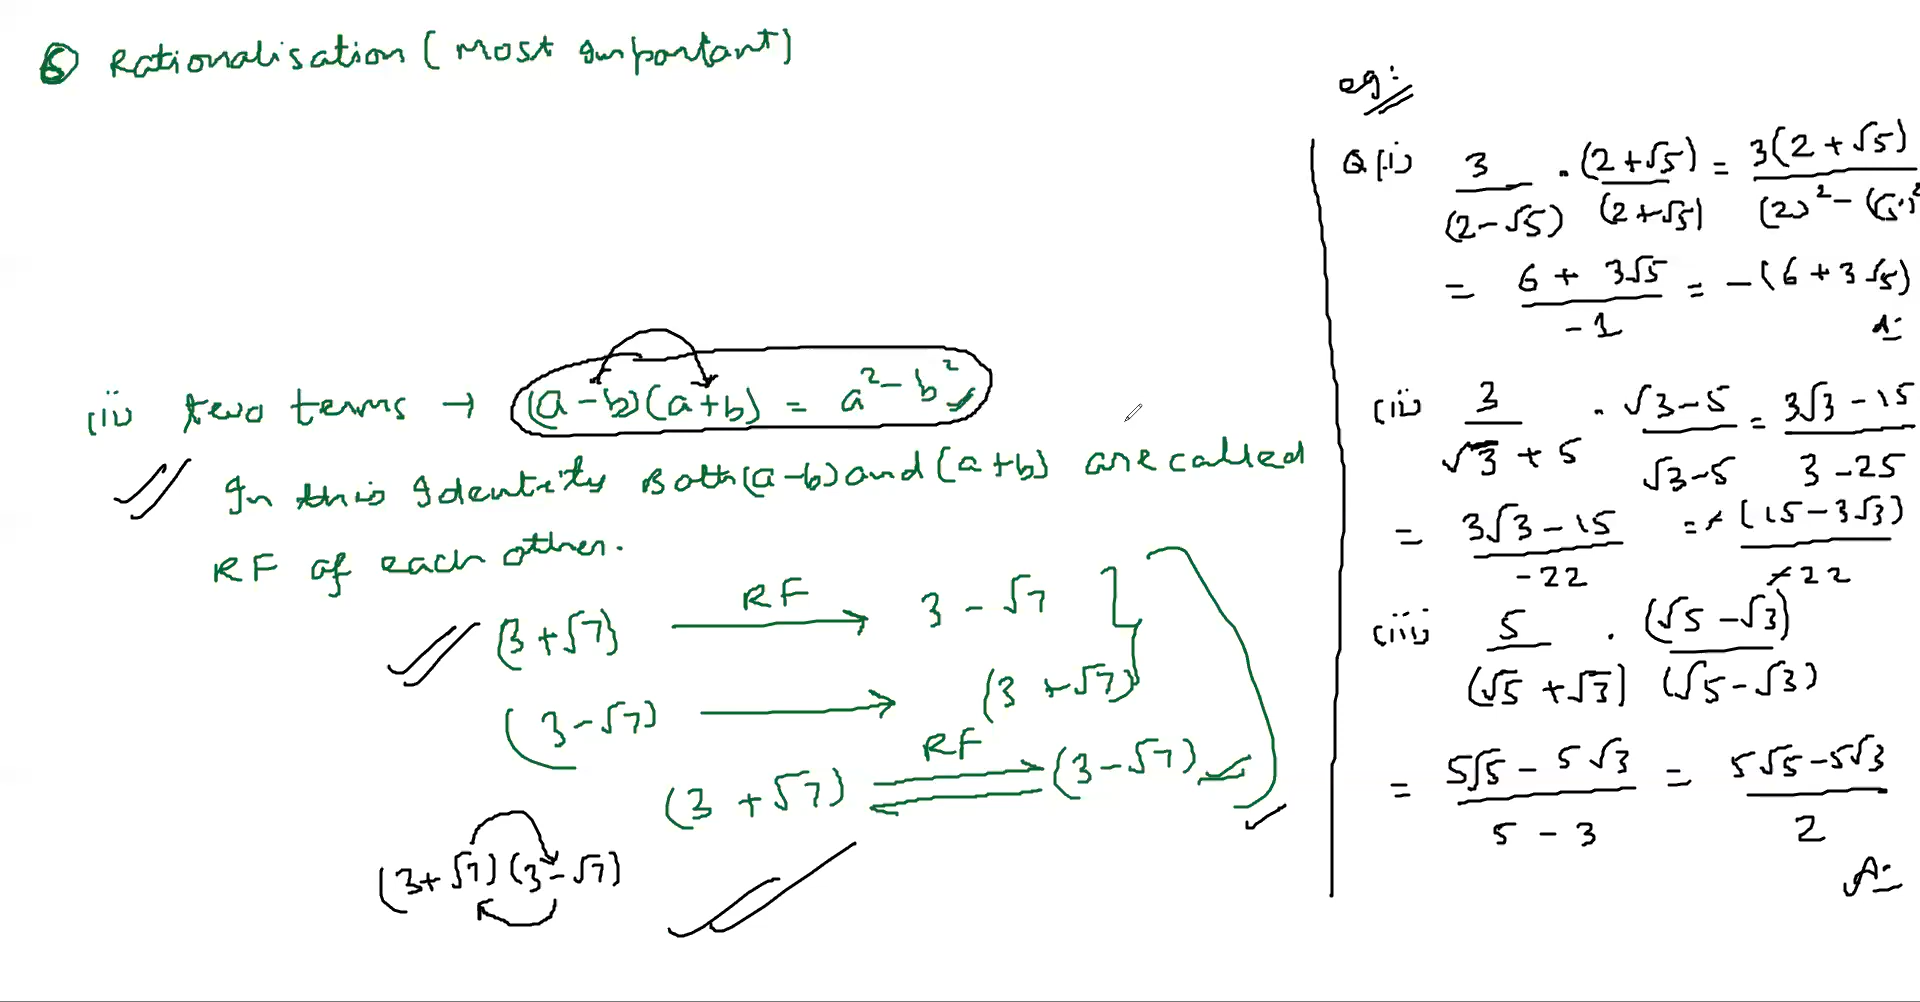 ⑥ Rationalisation (most Important)
(ii) two terms → (a-b)(a+b) = a² - b²
In this Identity Both (a-b) and (a+b) are called
RF of each other.
(3+√7) RF → 3-√7
(3-√7) → (3+√7)
(3+√7) RF ⇌ (3-√7)
(3+√7)(3-√7)
eg:
Q(i) 3/(2-√5) · (2+√5)/(2+√5) = 3(2+√5)/(2)² - (√5)²
= 6+3√5/-1 = -(6+3√5)
A:
(ii) 3/√3+5 · √3-5/√3-5 = 3√3-15/3-25
= 3√3-15/-22 = -(15-3√3)/-22
(iii) 5/(√5+√3) · (√5-√3)/(√5-√3)
= 5√5-5√3/5-3 = 5√5-5√3/2
A: